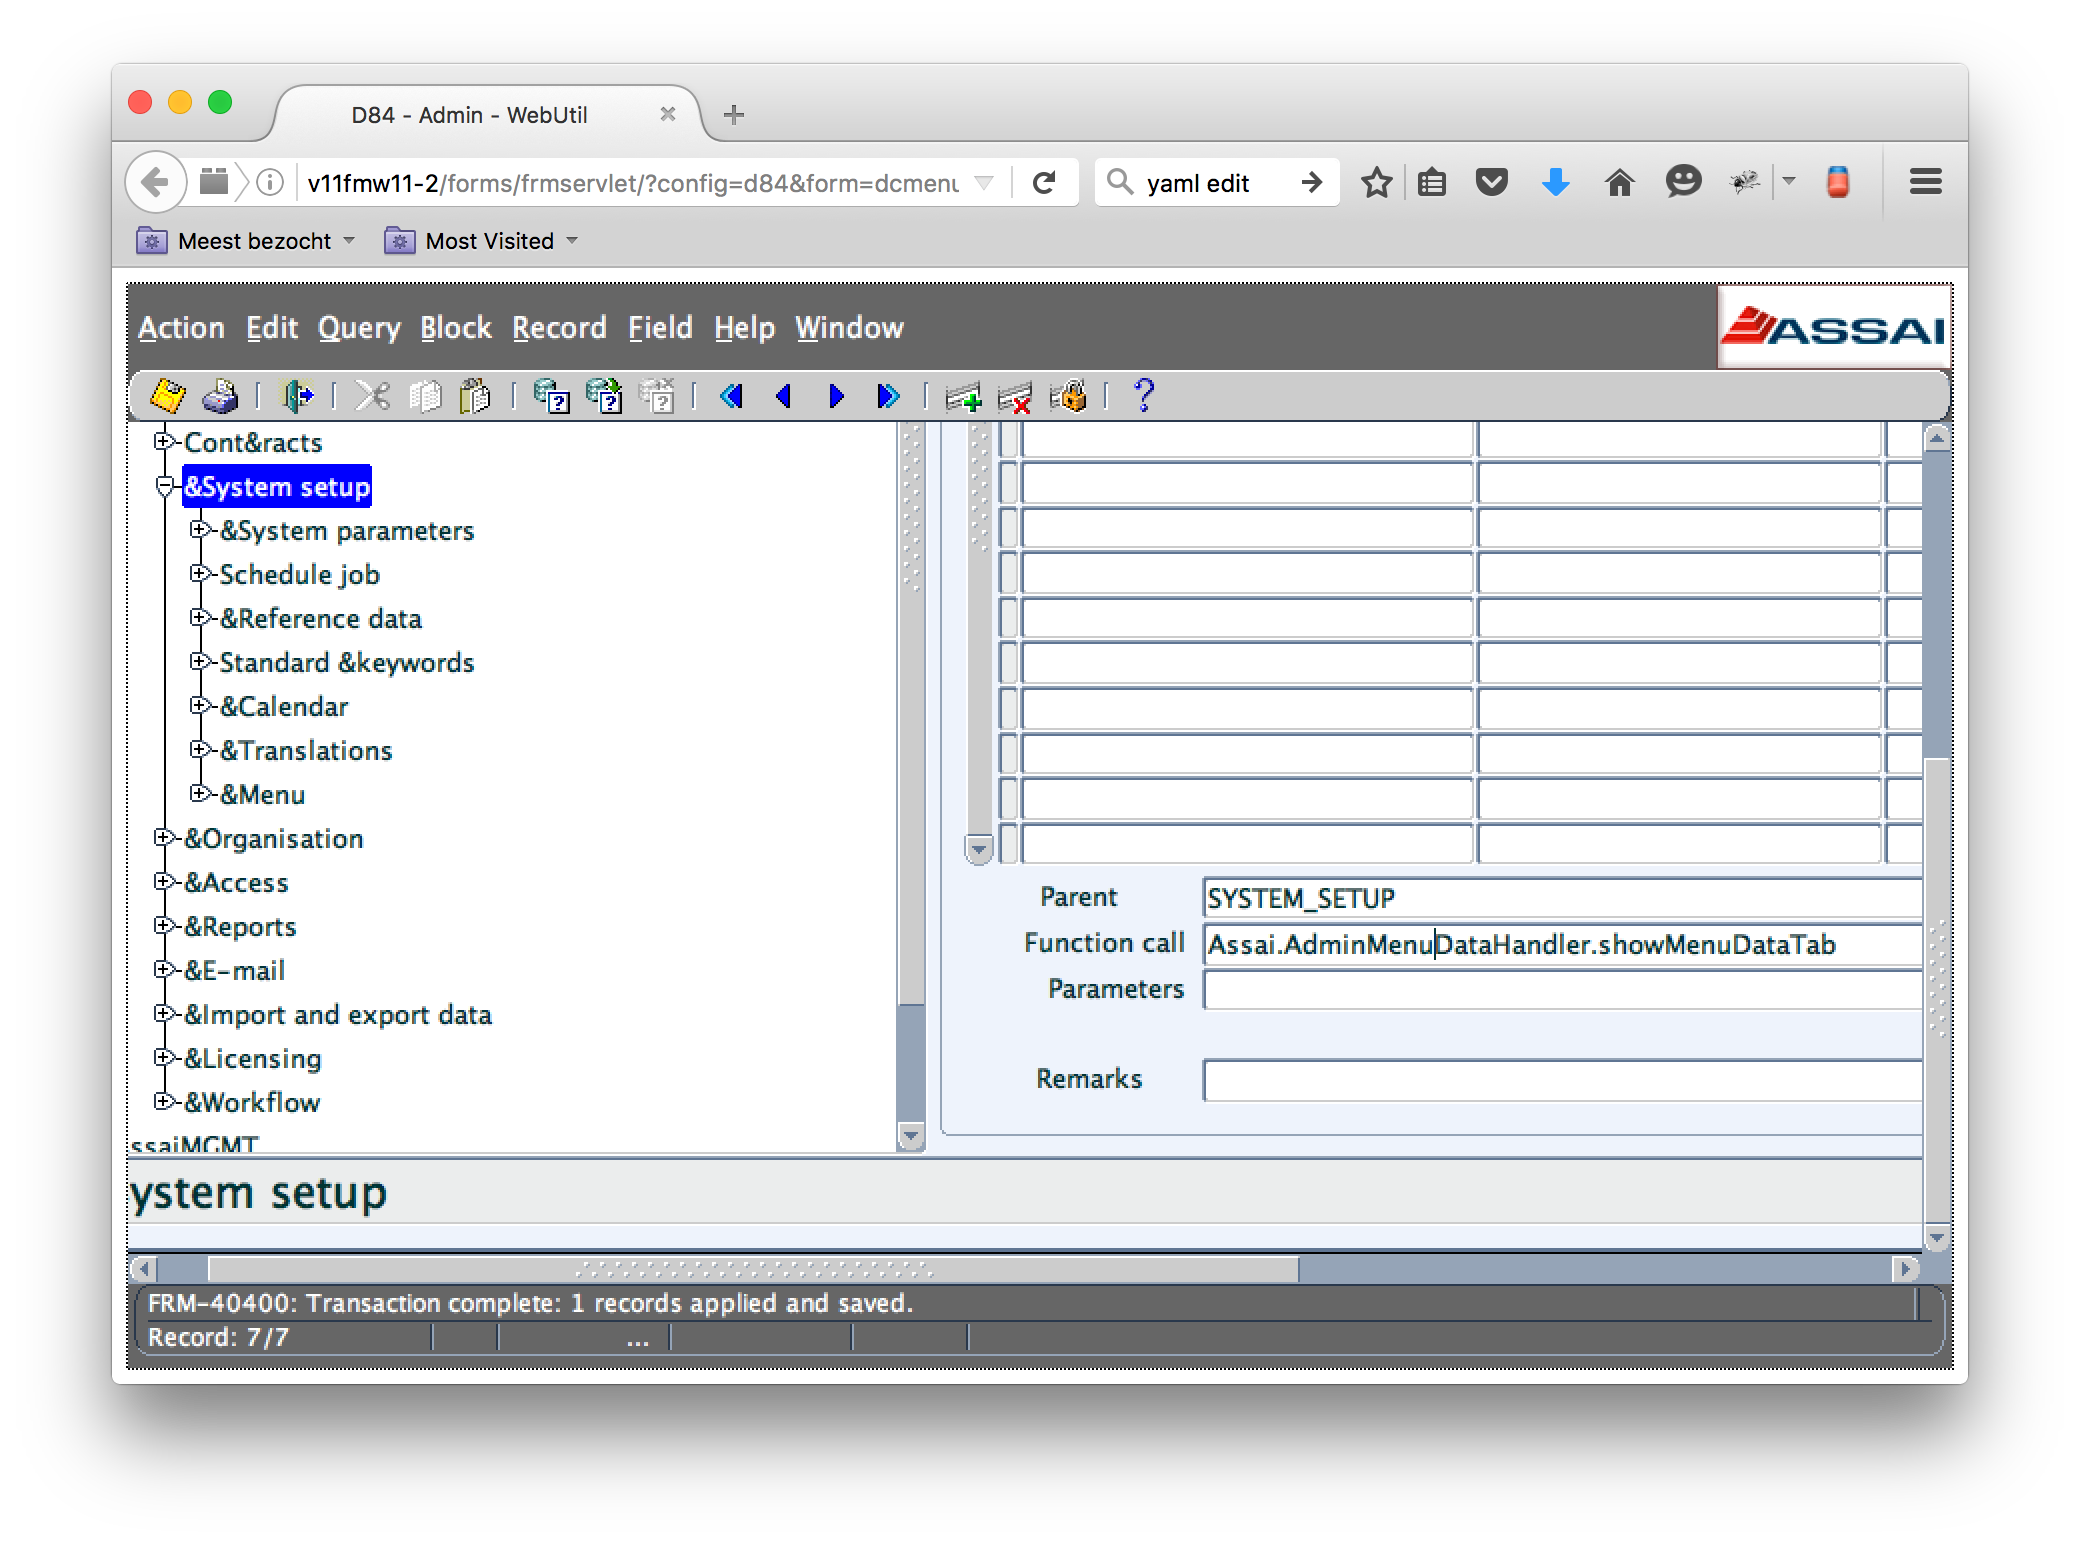 D84 - Admin - WebUtil
v11fmw11-2/forms/frmservlet/?config=d84&form=dcmenu
yaml edit
Meest bezocht
Most Visited
Action Edit Query Block Record Field Help Window
ASSAI
Cont&racts
&System setup
&System parameters
Schedule job
&Reference data
Standard &keywords
&Calendar
&Translations
&Menu
&Organisation
&Access
&Reports
&E-mail
&Import and export data
&Licensing
&Workflow
ssaiMGMT
Parent SYSTEM_SETUP
Function call Assai.AdminMenuDataHandler.showMenuDataTab
Parameters
Remarks
ystem setup
FRM-40400: Transaction complete: 1 records applied and saved.
Record: 7/7 ...